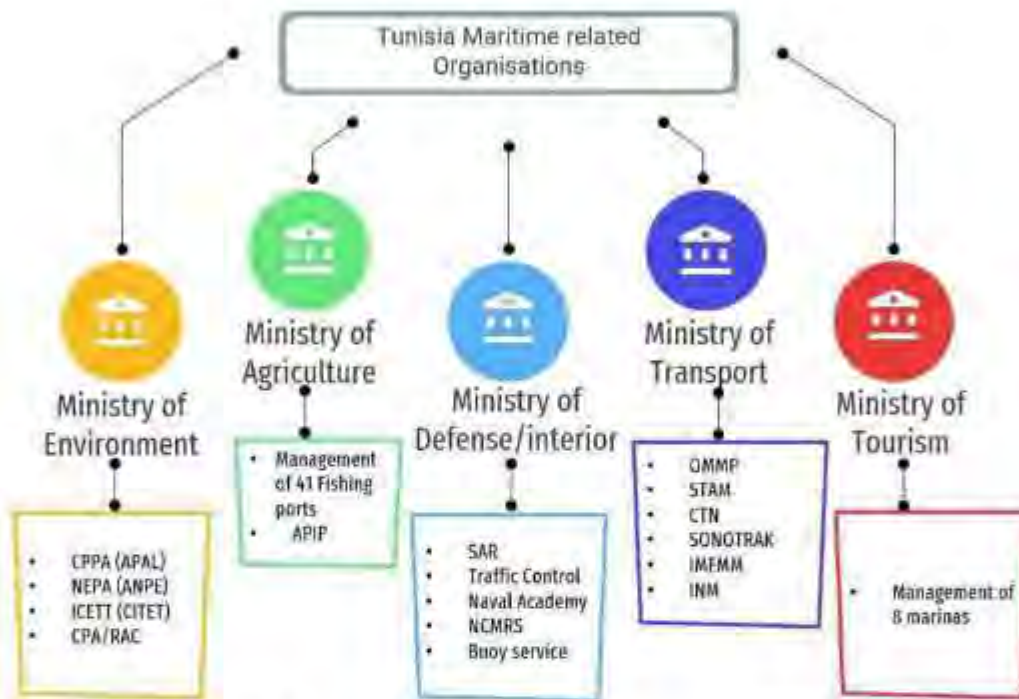 Tunisia Maritime related
Organisations
Ministry of
Environment
• CPPA (APAL)
• NEPA (ANPE)
• ICETT (CITET)
• CPA/RAC
Ministry of
Agriculture
• Management
of 41 Fishing
ports
• APIP
Ministry of
Defense/interior
• SAR
• Traffic Control
• Naval Academy
• NCMRS
• Buoy service
Ministry of
Transport
• OMMP
• STAM
• CTN
• SONOTRAK
• IMEMM
• INM
Ministry of
Tourism
• Management of
8 marinas